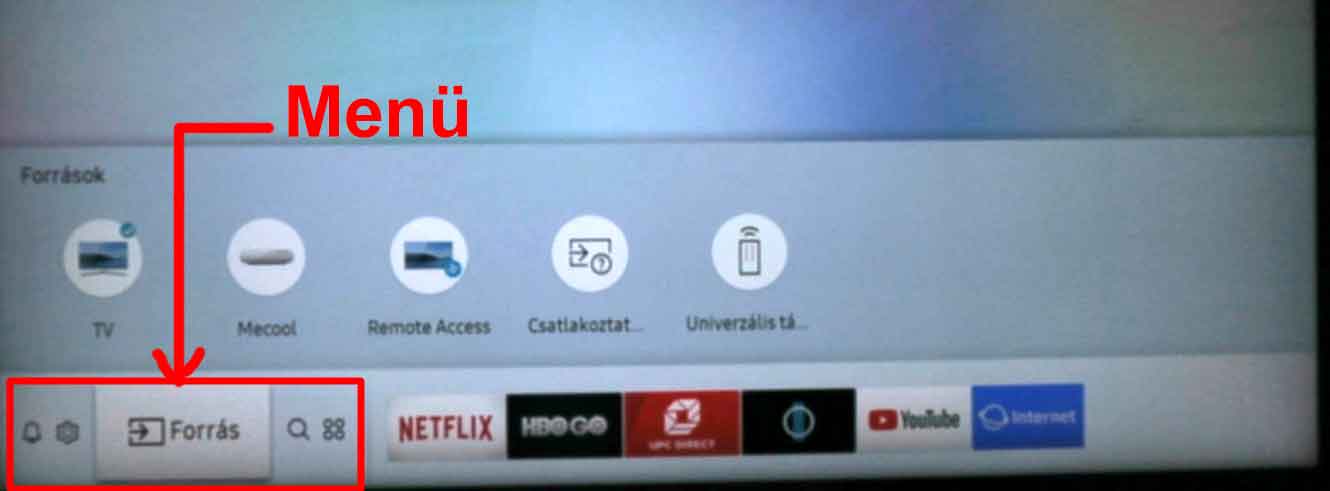 Menü
Források
TV
Mecool
Remote Access
Csatlakoztat...
Univerzális tá...
Forrás
NETFLIX
HBO GO
UPC DIRECT
YouTube
Internet